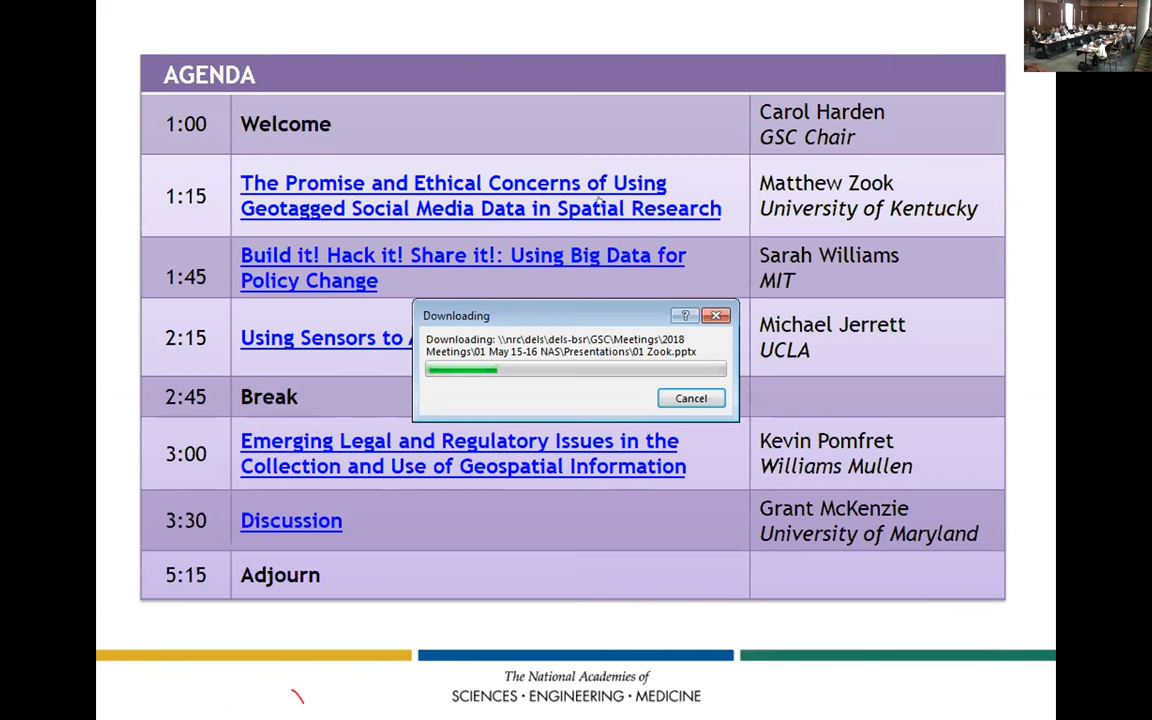 AGENDA
1:00 Welcome Carol Harden
GSC Chair
1:15 The Promise and Ethical Concerns of Using
Geotagged Social Media Data in Spatial Research
Matthew Zook
University of Kentucky
1:45 Build it! Hack it! Share it!: Using Big Data for
Policy Change
Sarah Williams
MIT
2:15 Using Sensors to
Michael Jerrett
UCLA
Downloading
Downloading: \\nrc\dels\dels-bsr\GSC\Meetings\2018
Meetings\01 May 15-16 NAS\Presentations\01 Zook.pptx
Cancel
2:45 Break
3:00 Emerging Legal and Regulatory Issues in the
Collection and Use of Geospatial Information
Kevin Pomfret
Williams Mullen
3:30 Discussion
Grant McKenzie
University of Maryland
5:15 Adjourn
The National Academies of
SCIENCES · ENGINEERING · MEDICINE